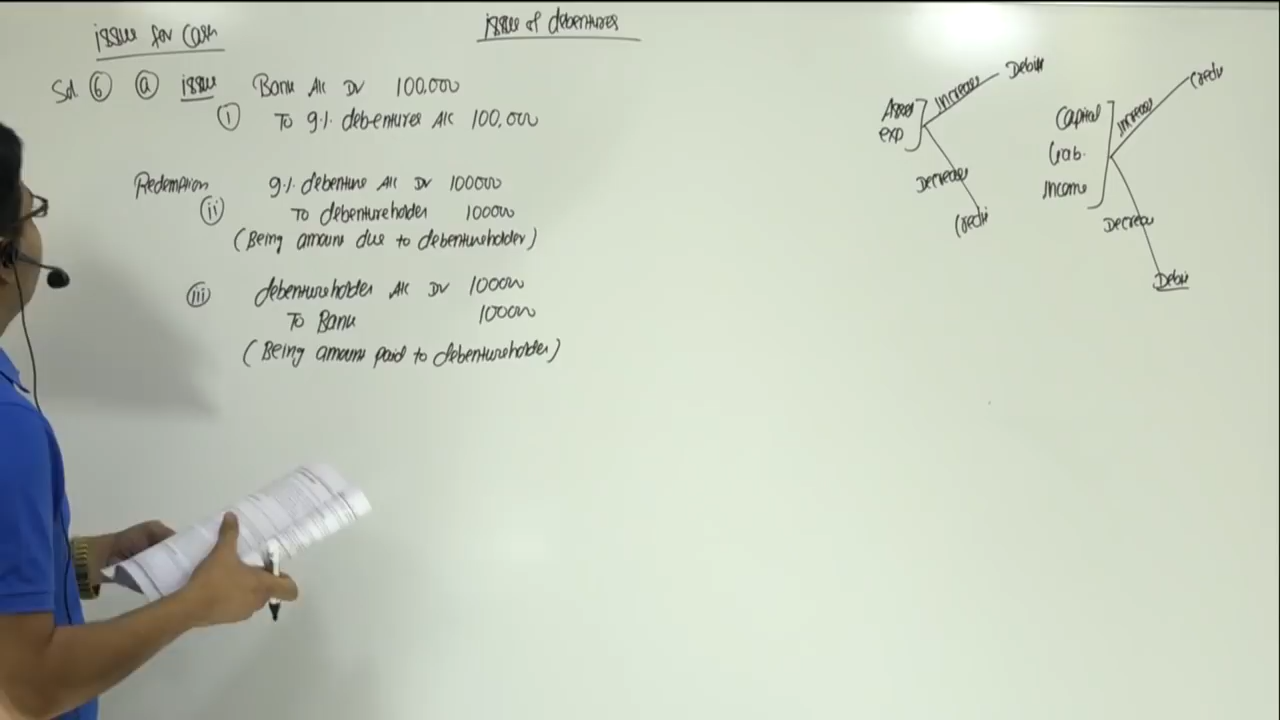 issue of debentures
issue for Cash
Sol 6 a issue Bank A/c Dr 100,000
i To 9% debentures A/c 100,000
Redemption 9% debenture A/c Dr 100000
ii To debentureholder 100000
(Being amount due to debentureholder)
iii debentureholder A/c Dr 100000
To Bank 100000
(Being amount paid to debentureholder)
Asset
exp
Increase
Debit
Decrease
Credit
Capital
Liab.
Income
Increase
Credit
Decrease
Debit